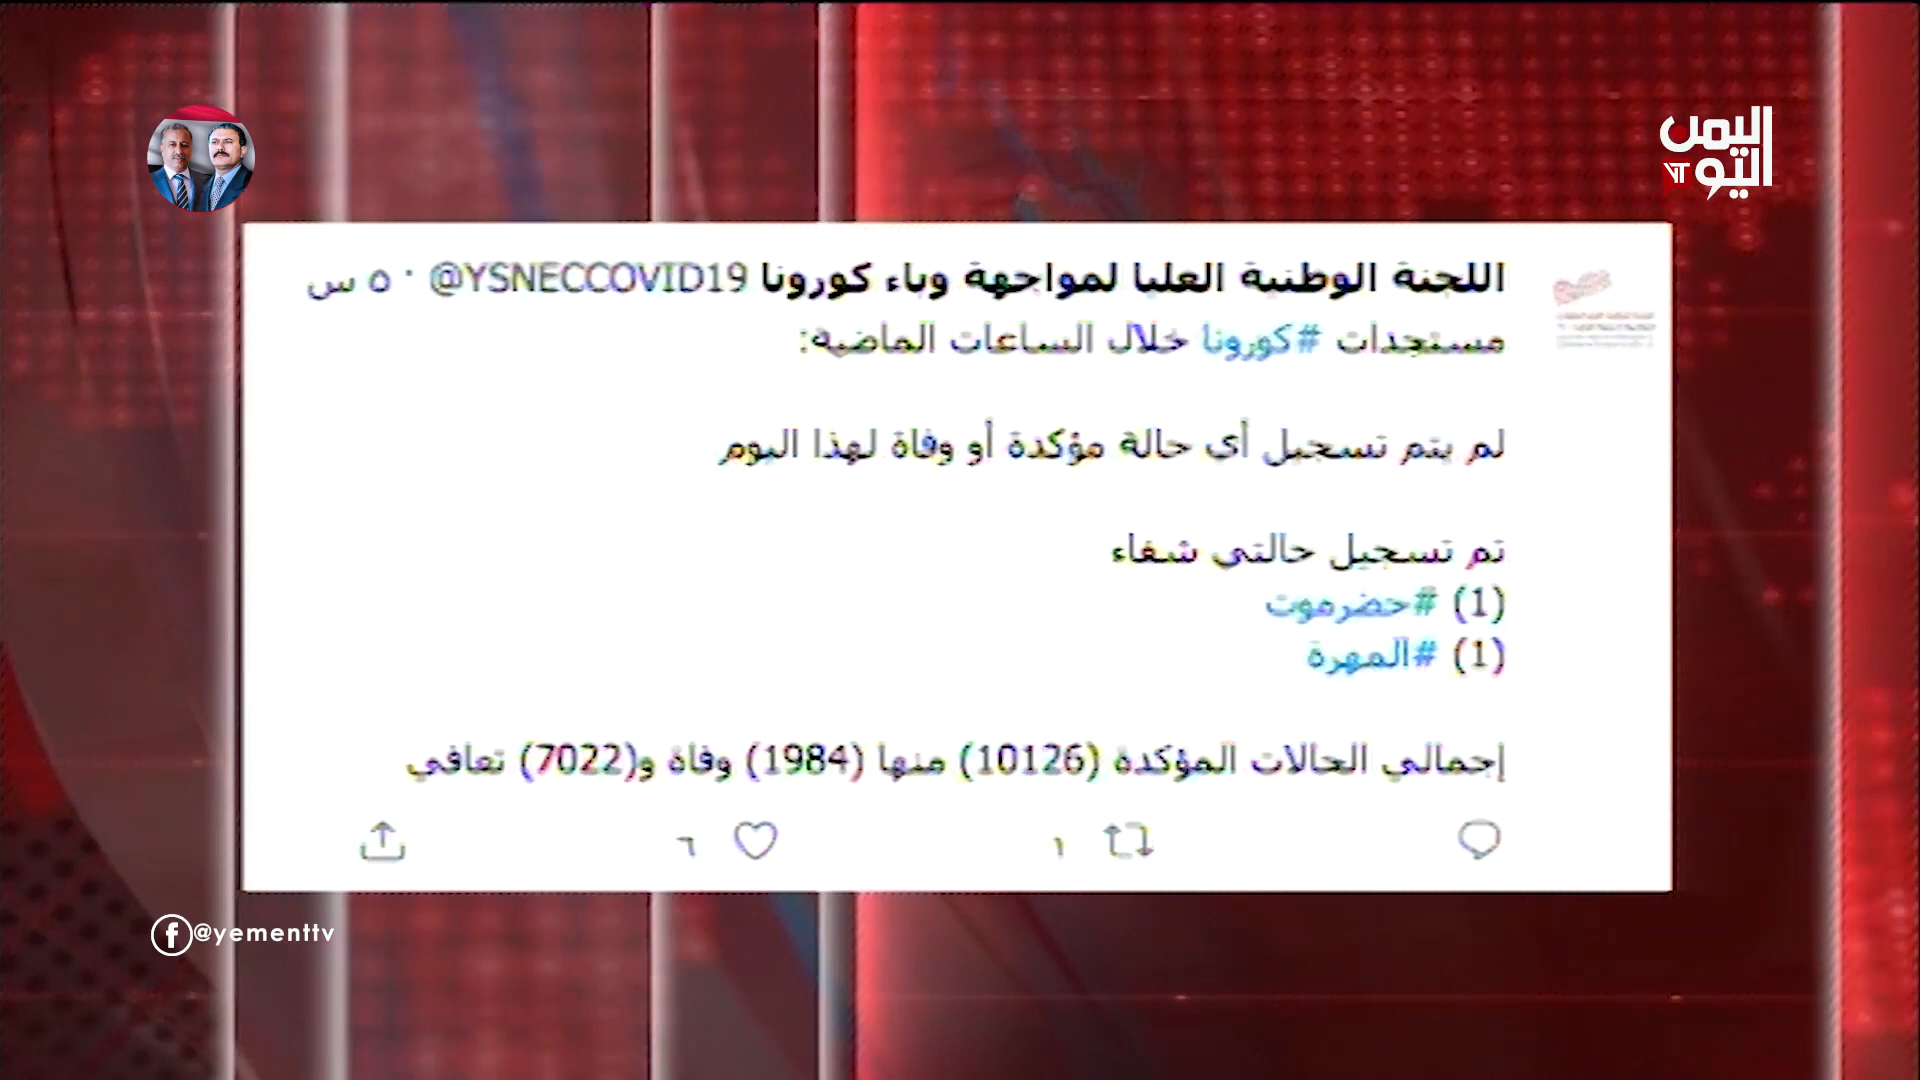 اليمن
اليوم
YT
اللجنة الوطنية العليا لمواجهة وباء كورونا @YSNECCOVID19 · ٥ س
مستجدات #كورونا خلال الساعات الماضية:
لم يتم تسجيل أي حالة مؤكدة أو وفاة لهذا اليوم
تم تسجيل حالتي شفاء
(1) #حضرموت
(1) #المهرة
إجمالي الحالات المؤكدة (10126) منها (1984) وفاة و(7022) تعافي
١ ٦
@yementtv